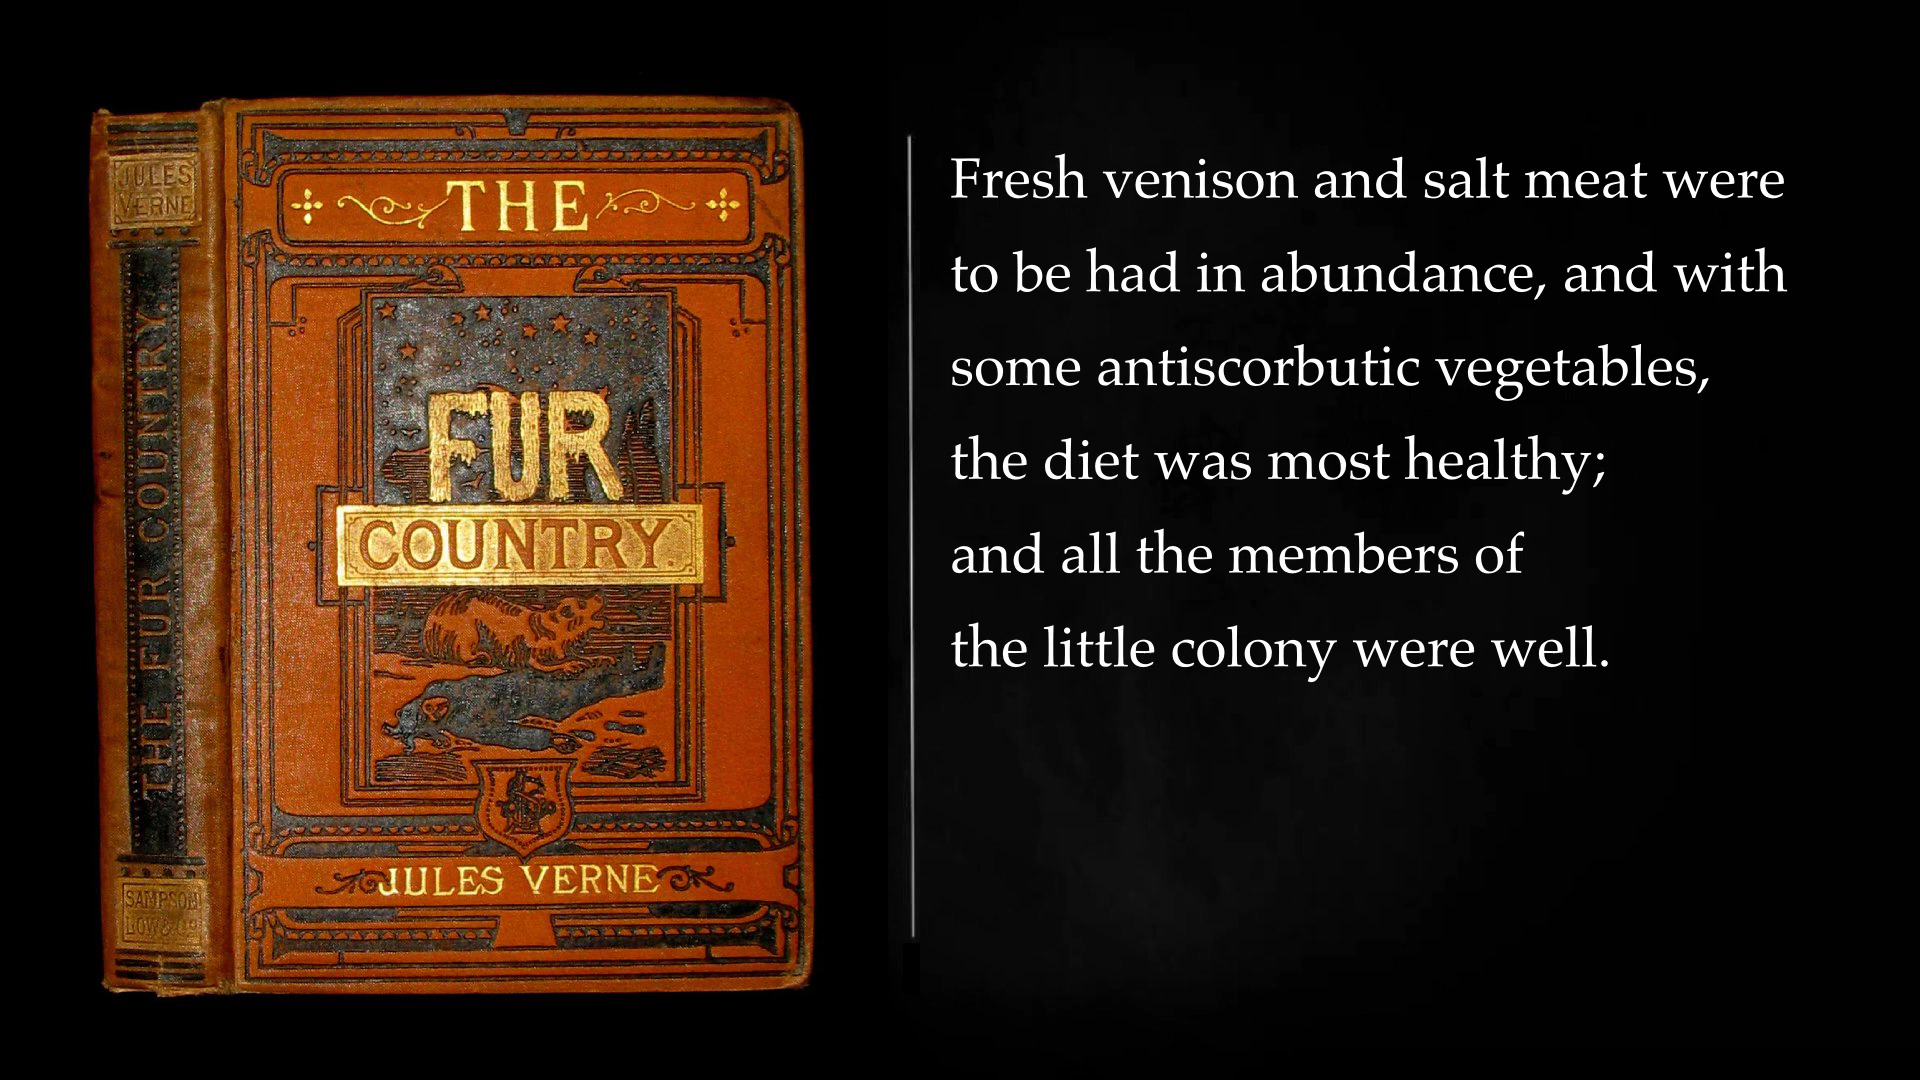 JULES
VERNE
THE FUR COUNTRY.
SAMPSON
LOW & Co
THE
FUR
COUNTRY.
JULES VERNE
Fresh venison and salt meat were
to be had in abundance, and with
some antiscorbutic vegetables,
the diet was most healthy;
and all the members of
the little colony were well.